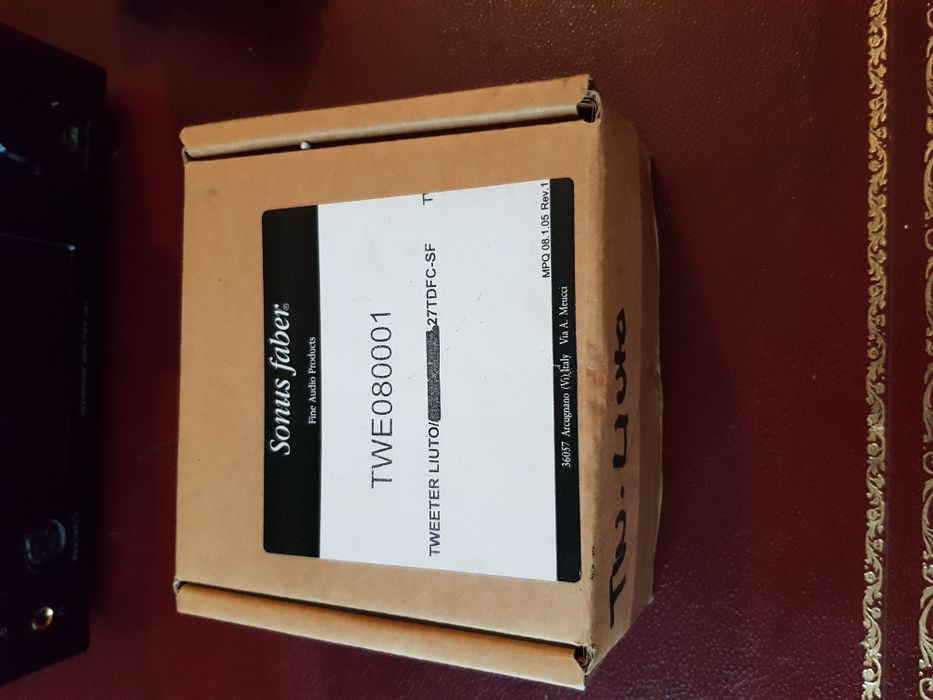 Sonus faber®
Fine Audio Products
TWE080001
TWEETER LIUTO/ 27TDFC-SF T
MPQ 08.1.05 Rev.1
36057 Arcugnano (Vi) Italy Via A. Meucci
TW. LIUTO